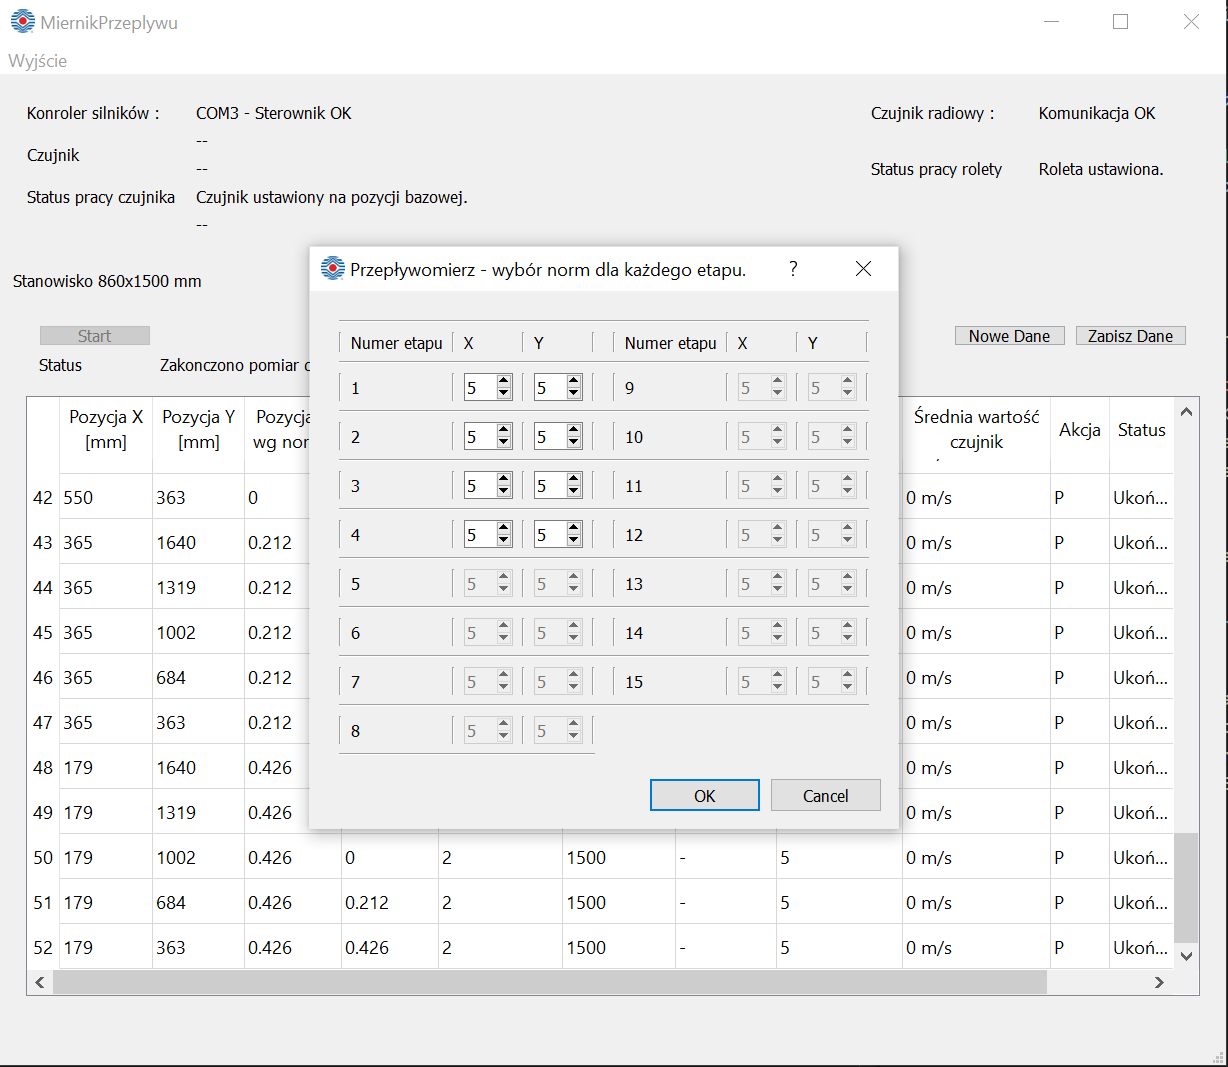 MiernikPrzeplywu
Wyjście
Konroler silników : COM3 - Sterownik OK Czujnik radiowy : Komunikacja OK
--
Czujnik
--
Status pracy rolety Roleta ustawiona.
Status pracy czujnika Czujnik ustawiony na pozycji bazowej.
--
Stanowisko 860x1500 mm
Start Nowe Dane Zapisz Dane
Status Zakonczono pomiar
Przepływomierz - wybór norm dla każdego etapu. ?
Numer etapu X Y Numer etapu X Y
1 5 5 9 5 5
2 5 5 10 5 5
3 5 5 11 5 5
4 5 5 12 5 5
5 5 5 13 5 5
6 5 5 14 5 5
7 5 5 15 5 5
8 5 5
OK Cancel
Pozycja X Pozycja Y Pozycja Średnia wartość Akcja Status
[mm] [mm] wg nor czujnik
42 550 363 0 0 m/s P Ukoń...
43 365 1640 0.212 0 m/s P Ukoń...
44 365 1319 0.212 0 m/s P Ukoń...
45 365 1002 0.212 0 m/s P Ukoń...
46 365 684 0.212 0 m/s P Ukoń...
47 365 363 0.212 0 m/s P Ukoń...
48 179 1640 0.426 0 m/s P Ukoń...
49 179 1319 0.426 0 m/s P Ukoń...
50 179 1002 0.426 0 2 1500 - 5 0 m/s P Ukoń...
51 179 684 0.426 0.212 2 1500 - 5 0 m/s P Ukoń...
52 179 363 0.426 0.426 2 1500 - 5 0 m/s P Ukoń...